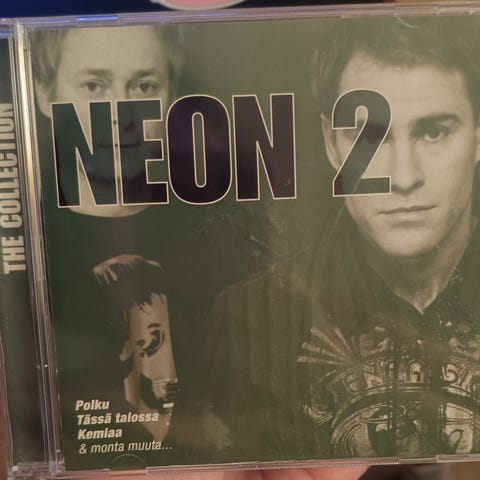 THE COLLECTION
NEON 2
Polku
Tässä talossa
Kemiaa
& monta muuta...